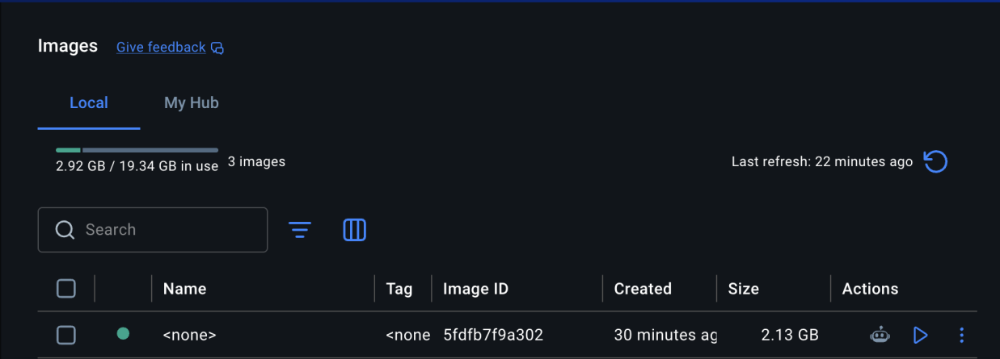 Images Give feedback
Local My Hub
2.92 GB / 19.34 GB in use 3 images Last refresh: 22 minutes ago
Search
Name Tag Image ID Created Size Actions
<none> <none 5fdfb7f9a302 30 minutes ag 2.13 GB